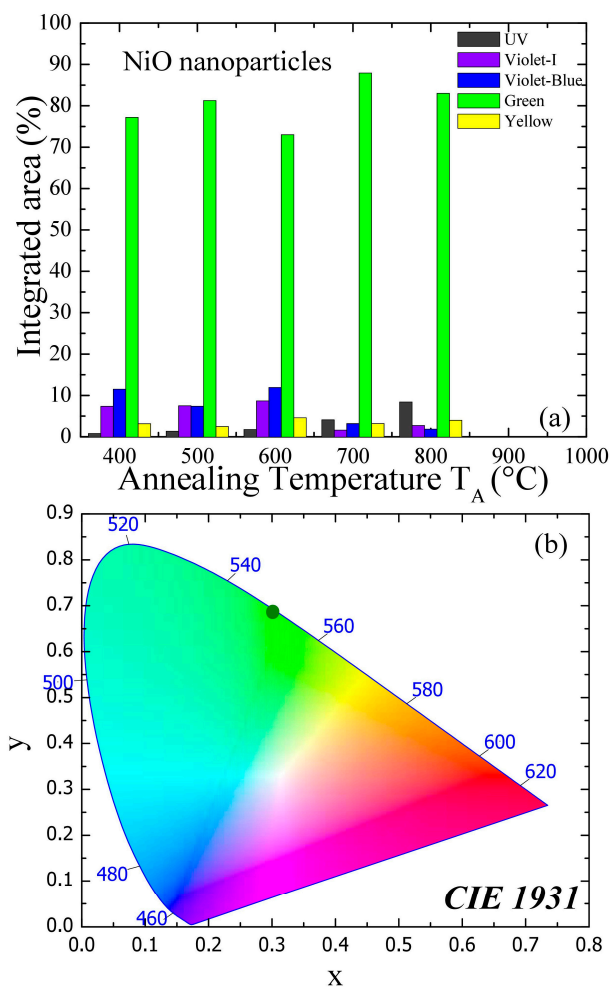 100
90
80
70
60
50
40
30
20
10
0
Integrated area (%)
NiO nanoparticles
UV
Violet-I
Violet-Blue
Green
Yellow
(a)
400 500 600 700 800 900 1000
Annealing Temperature T_A (°C)
0.9
0.8
0.7
0.6
0.5
0.4
0.3
0.2
0.1
0.0
y
520
540
560
580
600
620
500
480
460
(b)
CIE 1931
0.0 0.1 0.2 0.3 0.4 0.5 0.6 0.7 0.8
x